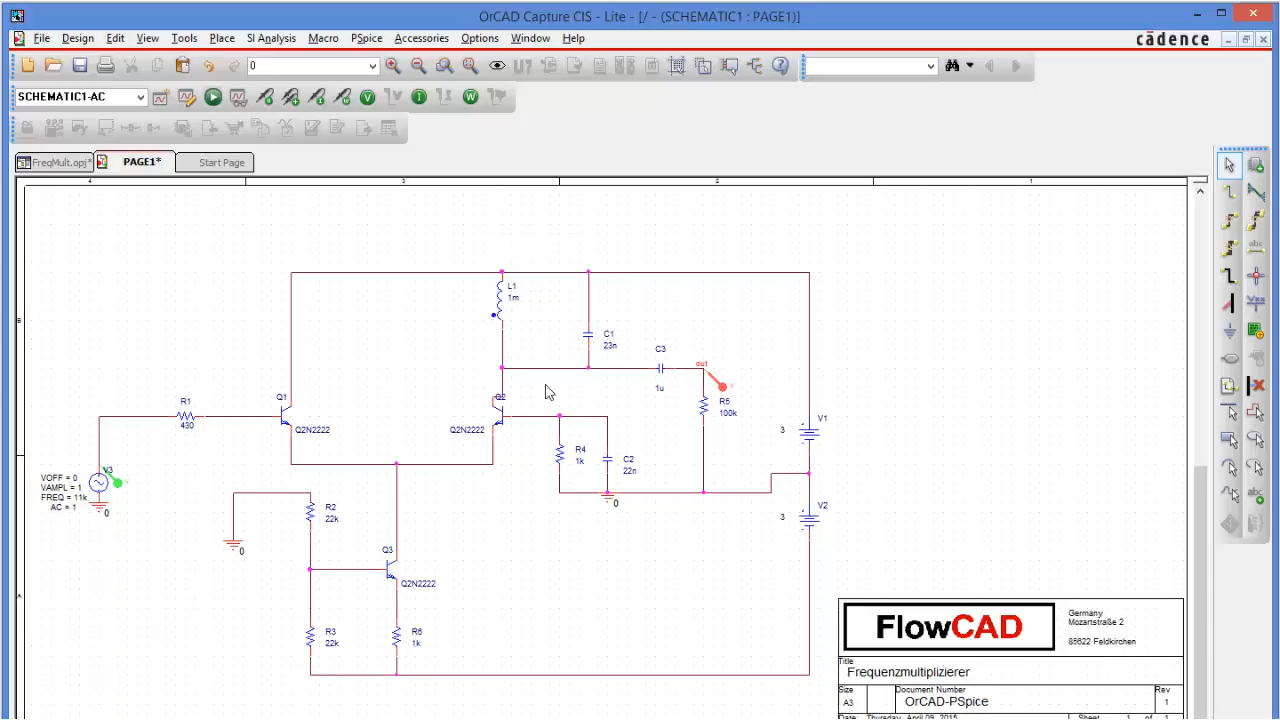 OrCAD Capture CIS - Lite - [/ - (SCHEMATIC1 : PAGE1)]
File Design Edit View Tools Place SI Analysis Macro PSpice Accessories Options Window Help
cādence
0
SCHEMATIC1-AC
FreqMult.opj* PAGE1* Start Page
4 3 2 1
L1
1m
C1
23n
C3
1u
out
V
R5
100k
Q1
Q2N2222
Q2
Q2N2222
R1
430
V1
3
R4
1k
C2
22n
0
V3
V
VOFF = 0
VAMPL = 1
FREQ = 11k
AC = 1
0
R2
22k
V2
3
0
Q3
Q2N2222
R3
22k
R6
1k
B
A
FlowCAD
Germany
Mozartstraße 2
85622 Feldkirchen
Title
Frequenzmultiplizierer
Size Document Number Rev
A3 OrCAD-PSpice 1
Date: Thursday, April 09, 2015 Sheet 1 of 1